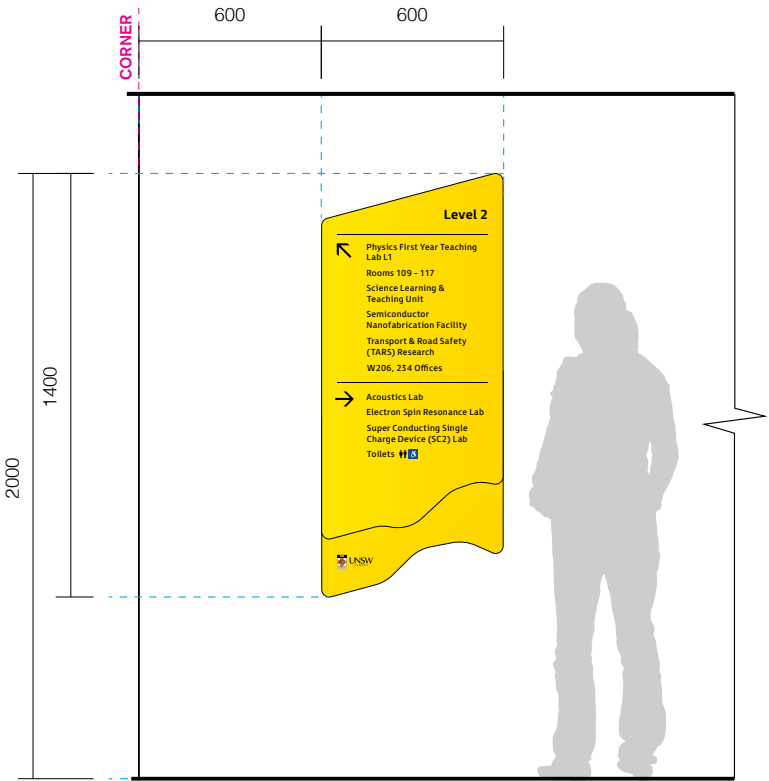 600
600
CORNER
Level 2
Physics First Year Teaching
Lab L1
Rooms 109 - 117
Science Learning &
Teaching Unit
Semiconductor
Nanofabrication Facility
Transport & Road Safety
(TARS) Research
W206, 234 Offices
Acoustics Lab
Electron Spin Resonance Lab
Super Conducting Single
Charge Device (SC2) Lab
Toilets
1400
2000
UNSW